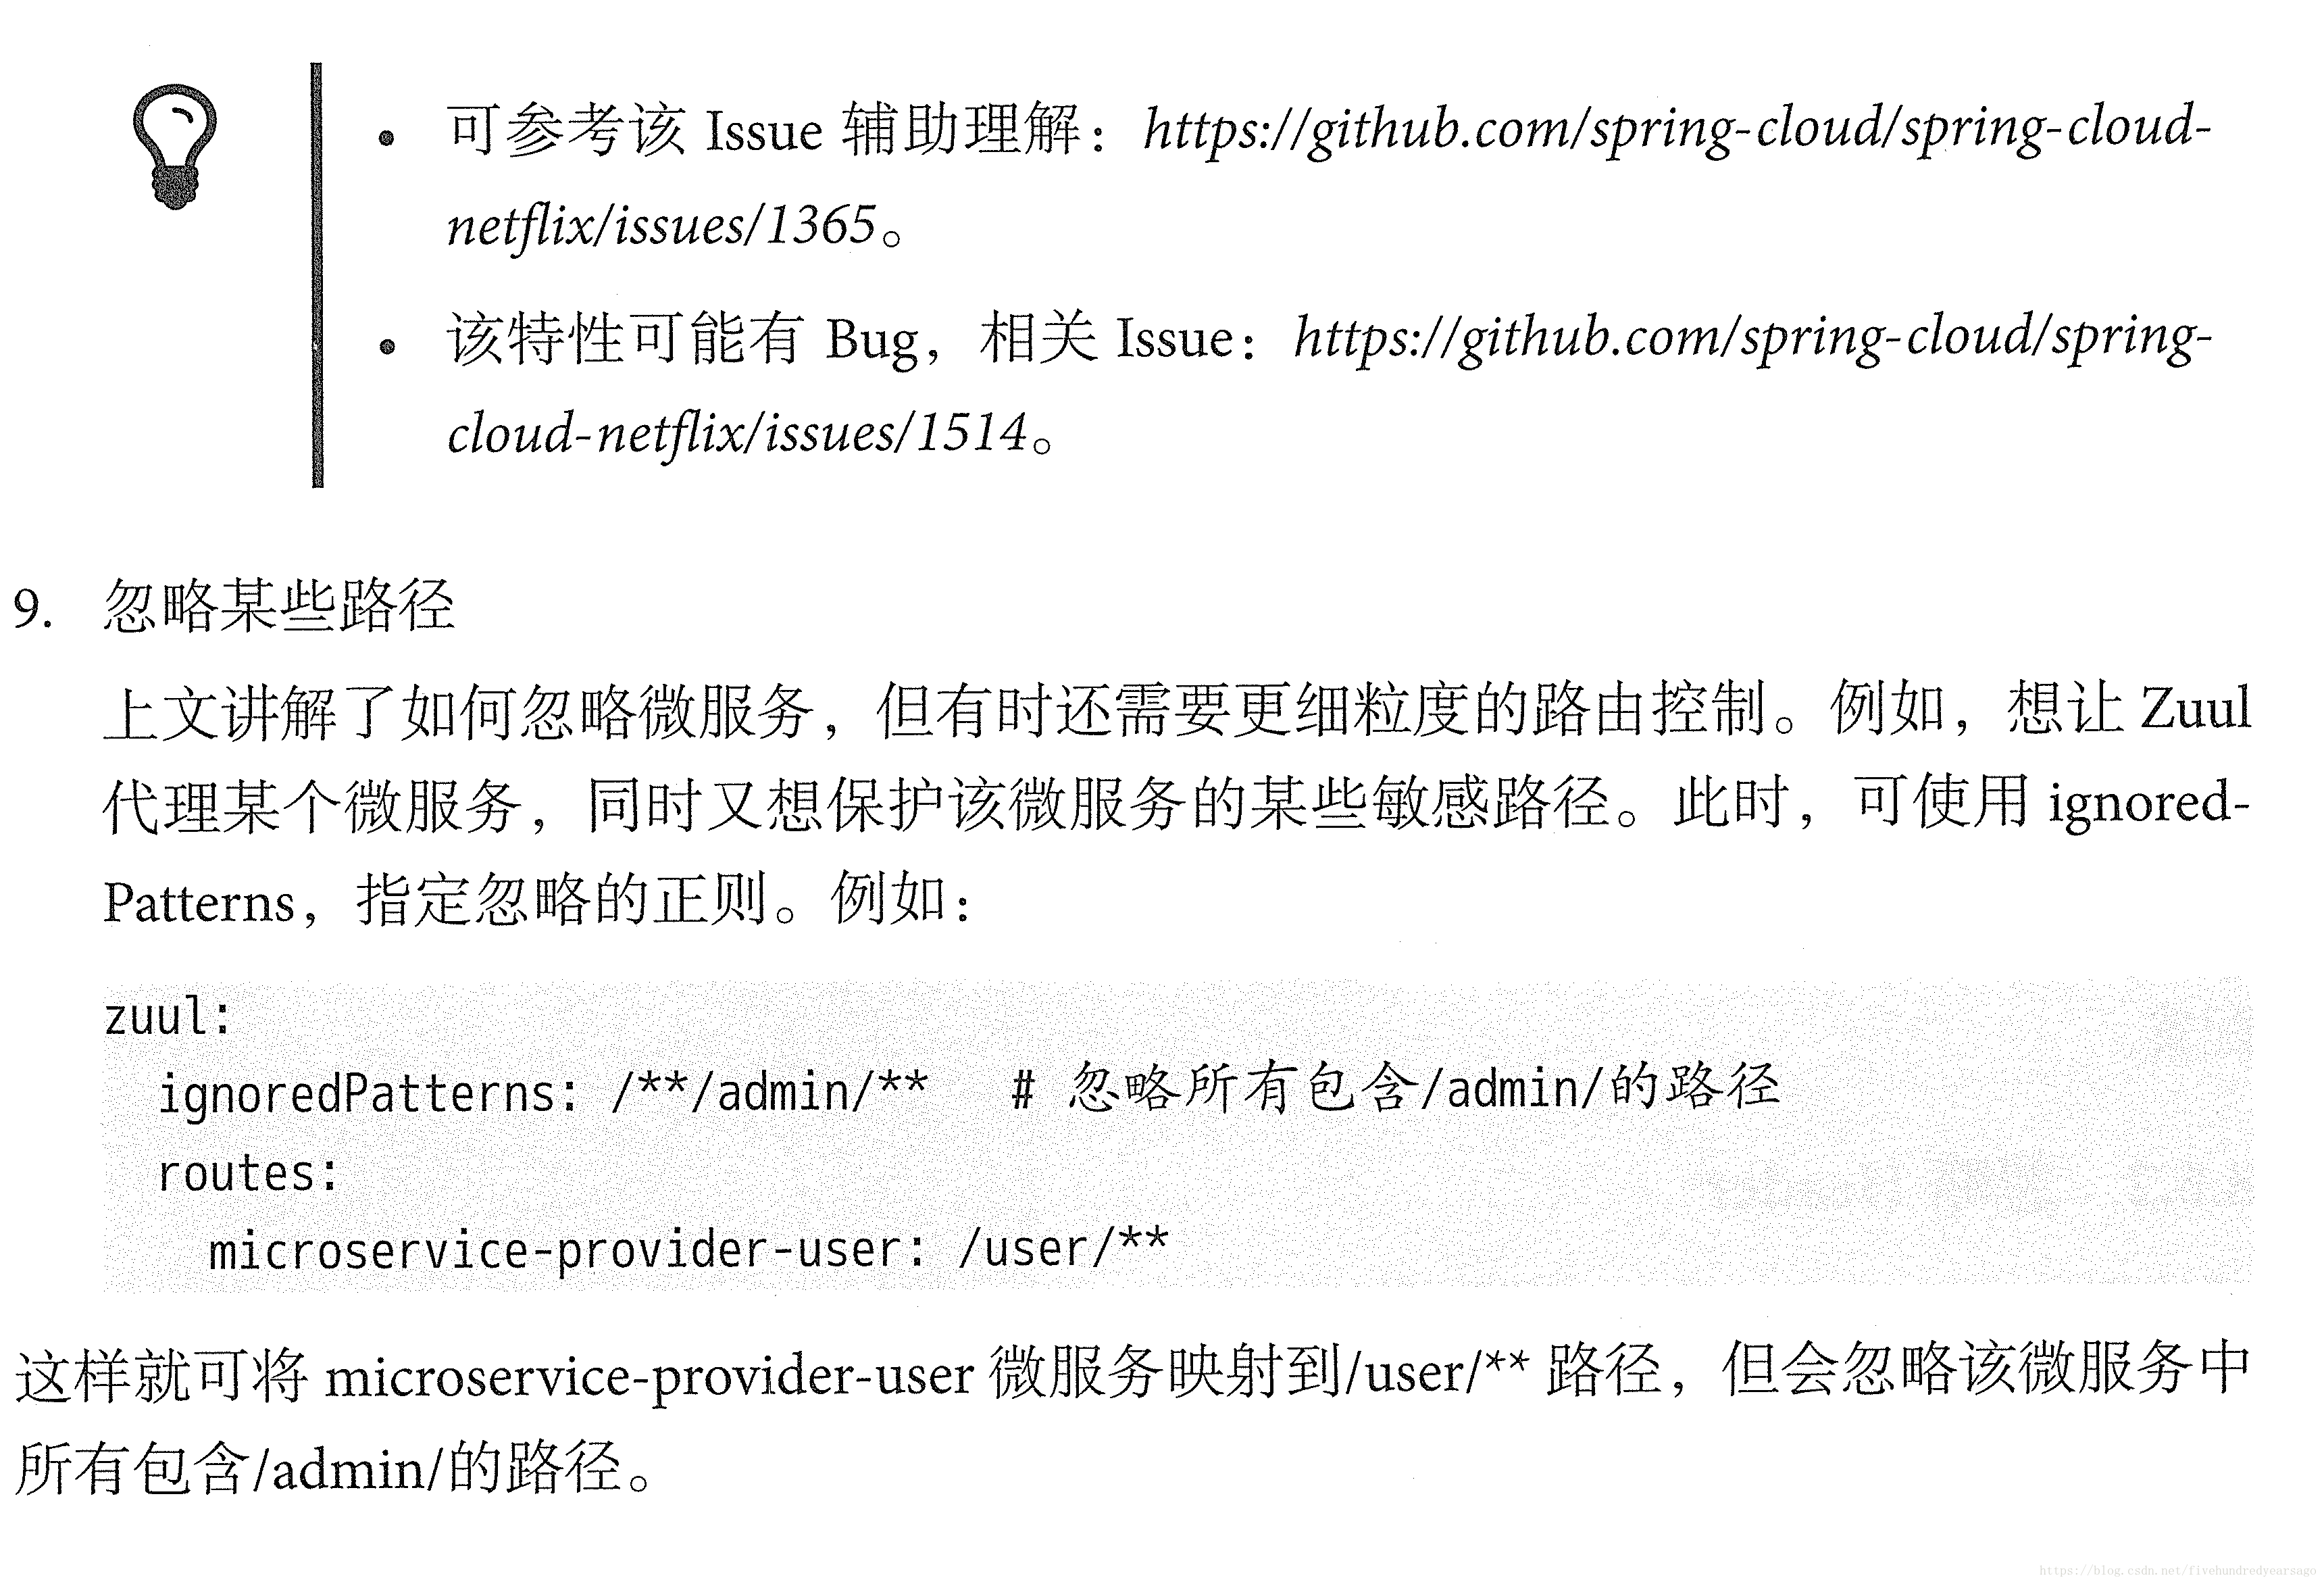 • 可参考该 Issue 辅助理解：https://github.com/spring-cloud/spring-cloud-
netflix/issues/1365。
• 该特性可能有 Bug，相关 Issue：https://github.com/spring-cloud/spring-
cloud-netflix/issues/1514。
9. 忽略某些路径
上文讲解了如何忽略微服务，但有时还需要更细粒度的路由控制。例如，想让 Zuul
代理某个微服务，同时又想保护该微服务的某些敏感路径。此时，可使用 ignored-
Patterns，指定忽略的正则。例如：
zuul:
  ignoredPatterns: /**/admin/**   # 忽略所有包含/admin/的路径
  routes:
    microservice-provider-user: /user/**
这样就可将 microservice-provider-user 微服务映射到/user/** 路径，但会忽略该微服务中
所有包含/admin/的路径。
https://blog.csdn.net/fivehundredyearsago